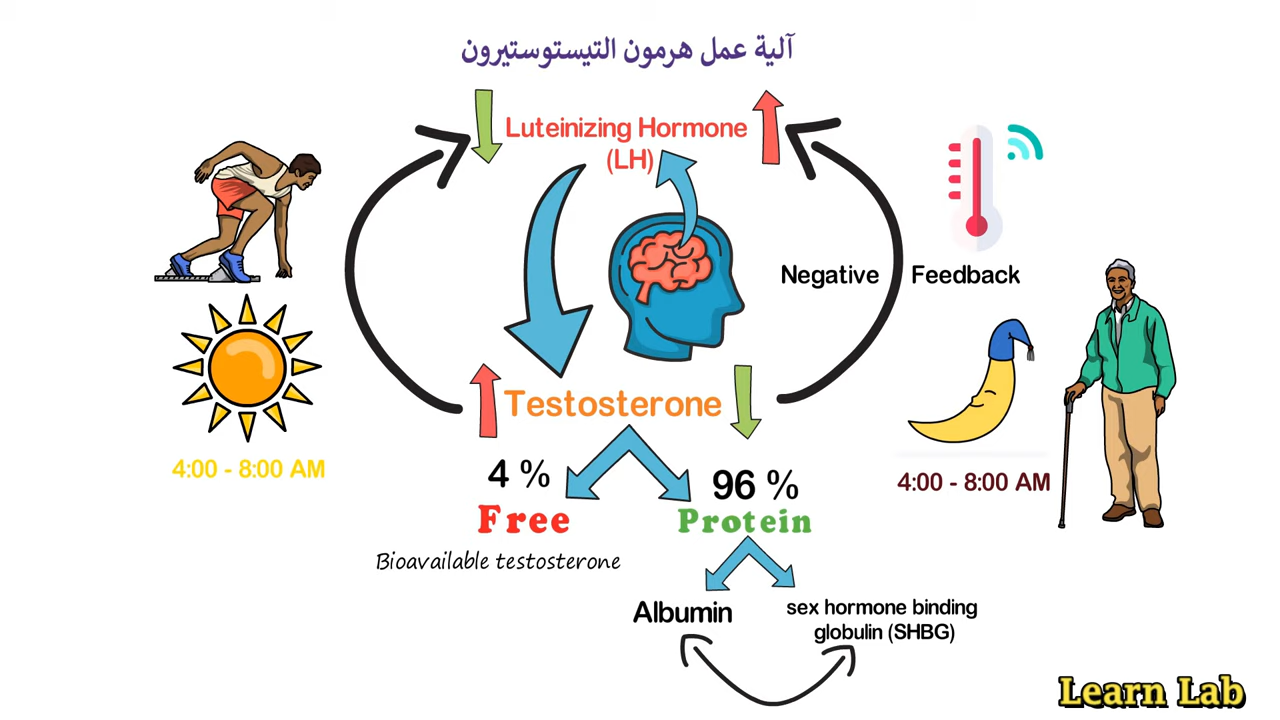 آلية عمل هرمون التيستوستيرون
Luteinizing Hormone
(LH)
Negative Feedback
Testosterone
4:00 - 8:00 AM
4:00 - 8:00 AM
4 %
96 %
Free
Protein
Bioavailable testosterone
Albumin
sex hormone binding
globulin (SHBG)
Learn Lab